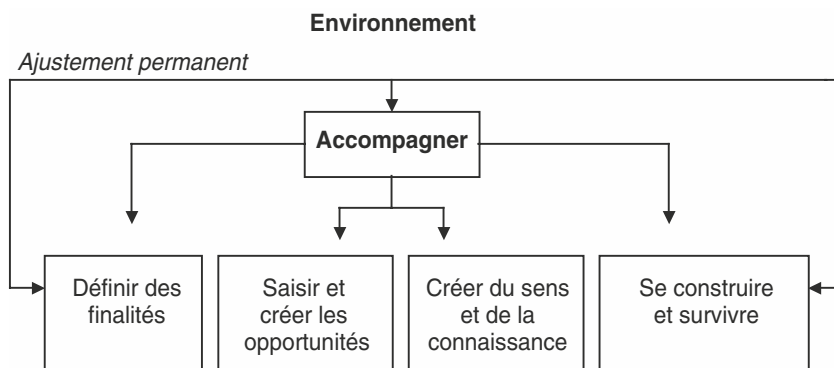 Environnement
Ajustement permanent
Accompagner
Définir des
finalités
Saisir et
créer les
opportunités
Créer du sens
et de la
connaissance
Se construire
et survivre